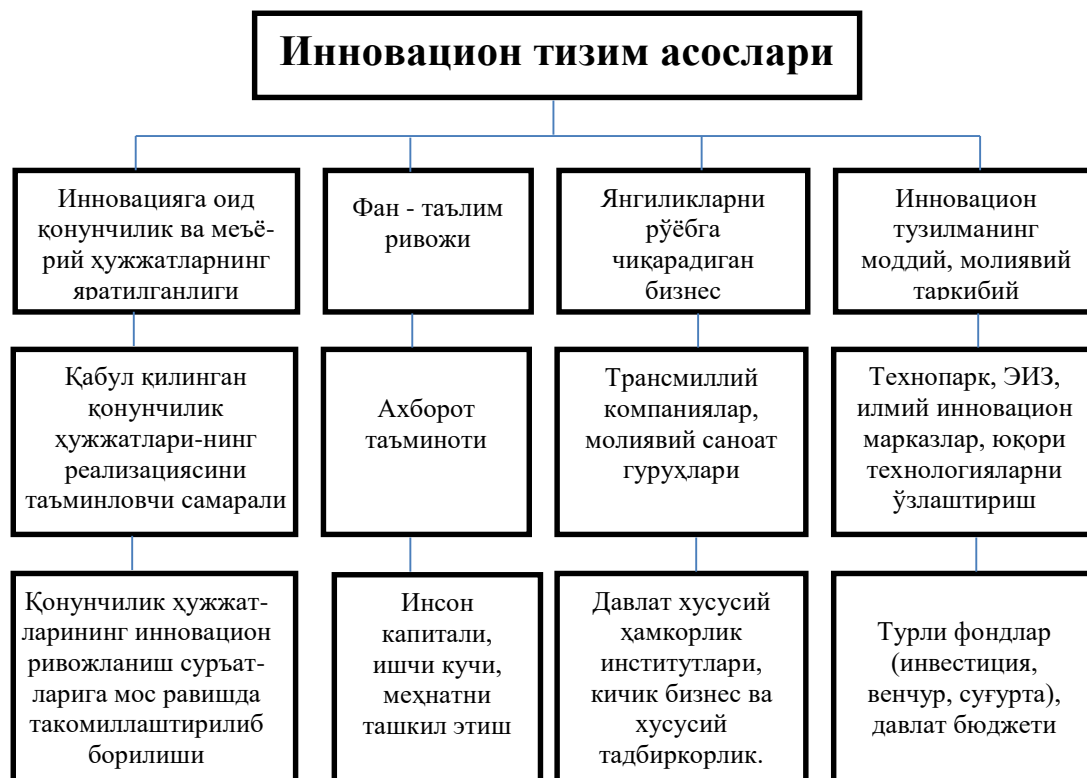 Инновацион тизим асослари
Инновацияга оид
қонунчилик ва меъё-
рий ҳужжатларнинг
яратилганлиги
Фан - таълим
ривожи
Янгиликларни
рўёбга
чиқарадиган
бизнес
Инновацион
тузилманинг
моддий, молиявий
таркибий
Қабул қилинган
қонунчилик
ҳужжатлари-нинг
реализациясини
таъминловчи самарали
Ахборот
таъминоти
Трансмиллий
компаниялар,
молиявий саноат
гуруҳлари
Технопарк, ЭИЗ,
илмий инновацион
марказлар, юқори
технологияларни
ўзлаштириш
Қонунчилик ҳужжат-
ларининг инновацион
ривожланиш суръат-
ларига мос равишда
такомиллаштирилиб
борилиши
Инсон
капитали,
ишчи кучи,
меҳнатни
ташкил этиш
Давлат хусусий
ҳамкорлик
институтлари,
кичик бизнес ва
хусусий
тадбиркорлик.
Турли фондлар
(инвестиция,
венчур, суғурта),
давлат бюджети